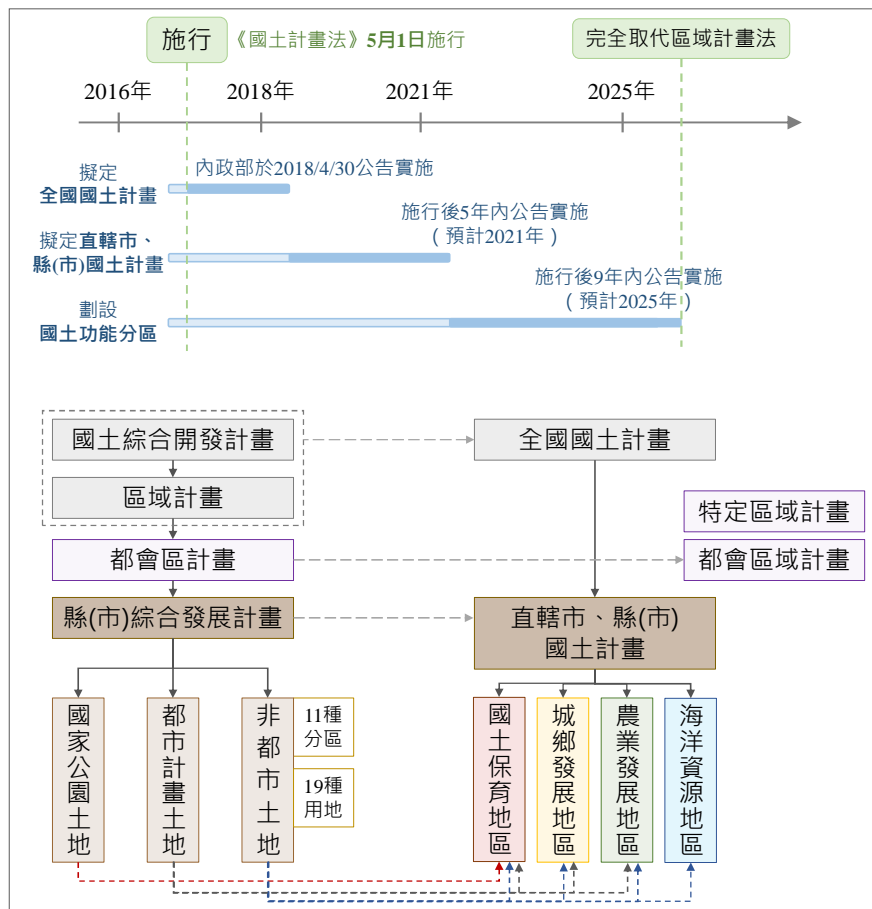 施行
《國土計畫法》5月1日施行
完全取代區域計畫法
2016年
2018年
2021年
2025年
擬定
全國國土計畫
內政部於2018/4/30公告實施
擬定直轄市、
縣(市)國土計畫
施行後5年內公告實施
（預計2021年）
劃設
國土功能分區
施行後9年內公告實施
（預計2025年）
國土綜合開發計畫
全國國土計畫
區域計畫
特定區域計畫
都會區計畫
都會區域計畫
縣(市)綜合發展計畫
直轄市、縣(市)
國土計畫
國家公園土地
都市計畫土地
非都市土地
11種
分區
19種
用地
國土保育地區
城鄉發展地區
農業發展地區
海洋資源地區